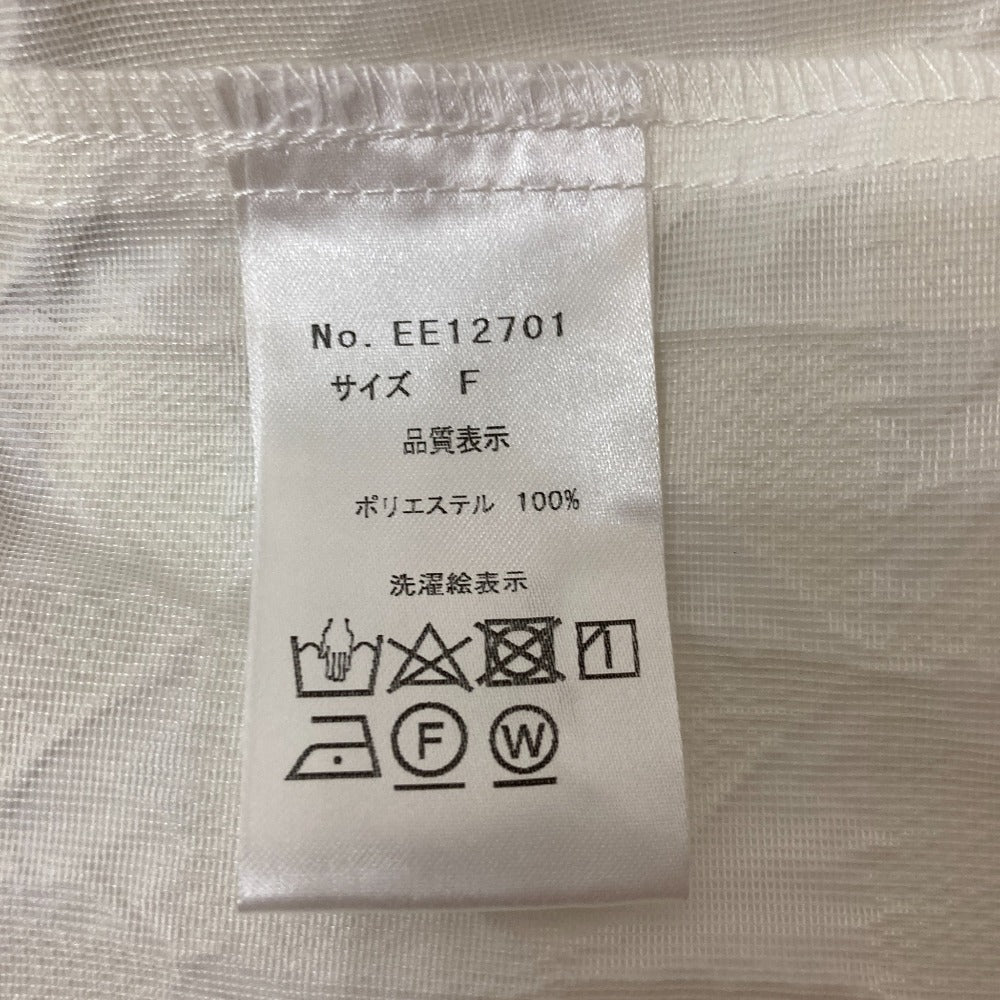 No. EE12701
サイズ F
品質表示
ポリエステル 100%
洗濯絵表示
F W